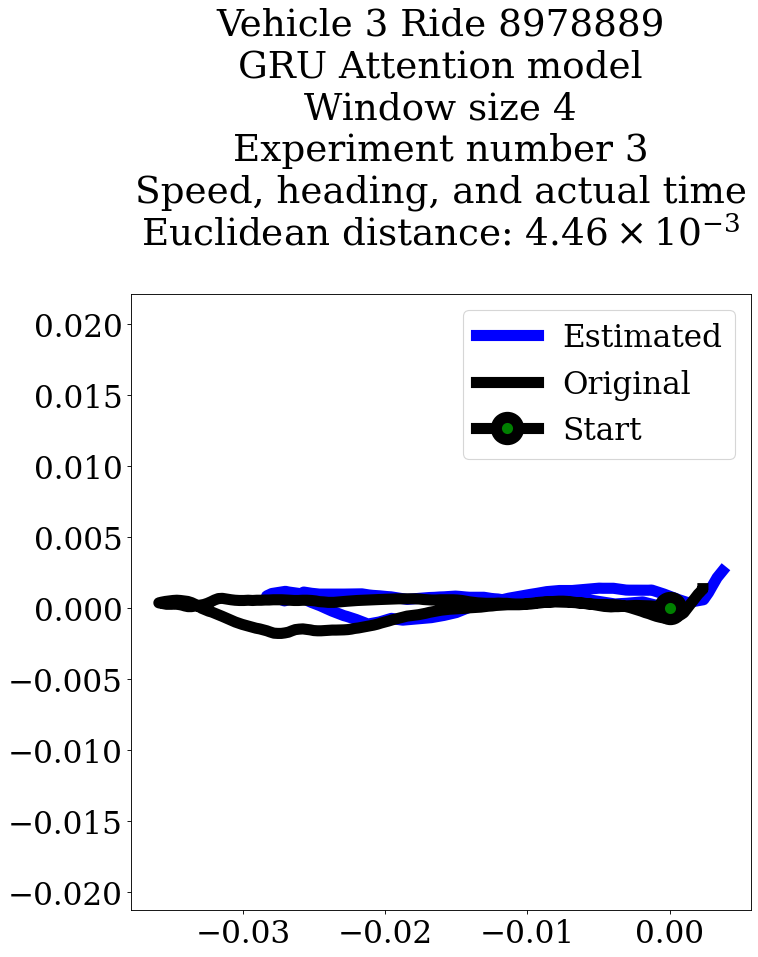 Vehicle 3 Ride 8978889
GRU Attention model
Window size 4
Experiment number 3
Speed, heading, and actual time
Euclidean distance: 4.46 × 10⁻³
Estimated
Original
Start
0.020
0.015
0.010
0.005
0.000
−0.005
−0.010
−0.015
−0.020
−0.03
−0.02
−0.01
0.00